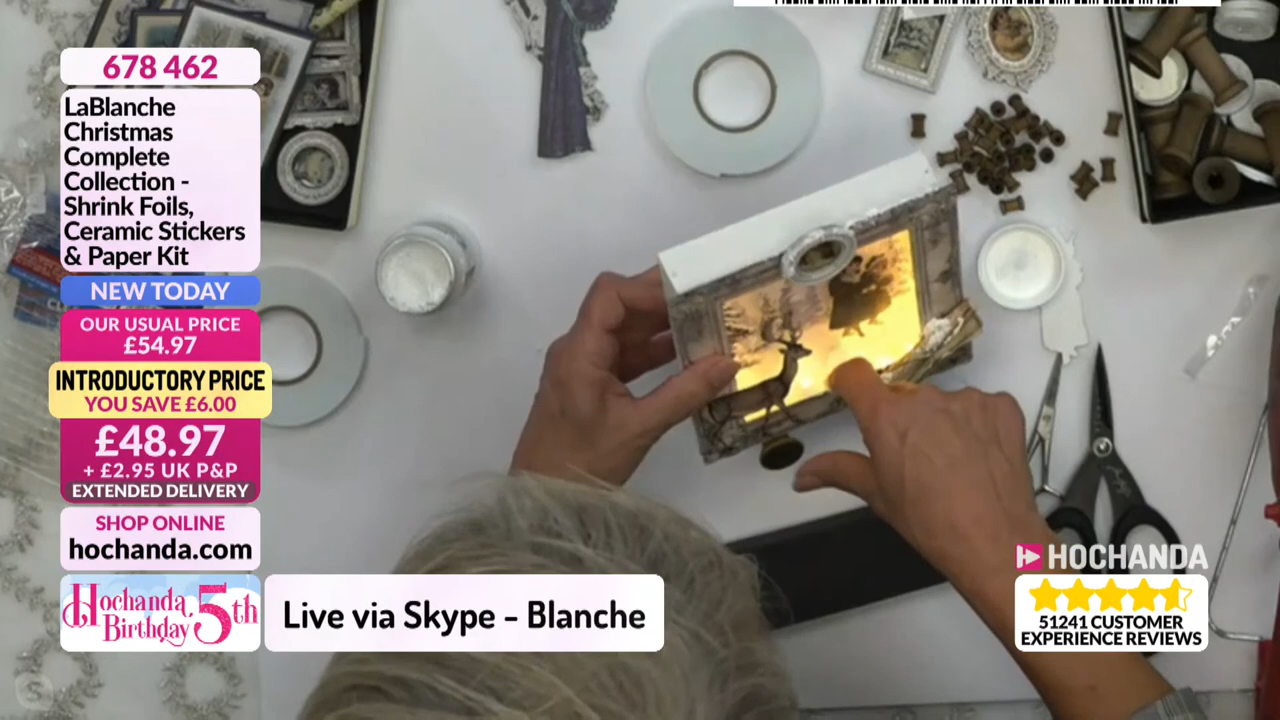 678 462
LaBlanche
Christmas
Complete
Collection -
Shrink Foils,
Ceramic Stickers
& Paper Kit
NEW TODAY
OUR USUAL PRICE
£54.97
INTRODUCTORY PRICE
YOU SAVE £6.00
£48.97
+ £2.95 UK P&P
EXTENDED DELIVERY
SHOP ONLINE
hochanda.com
Hochanda 5th
Birthday
Live via Skype - Blanche
HOCHANDA
51241 CUSTOMER
EXPERIENCE REVIEWS
S